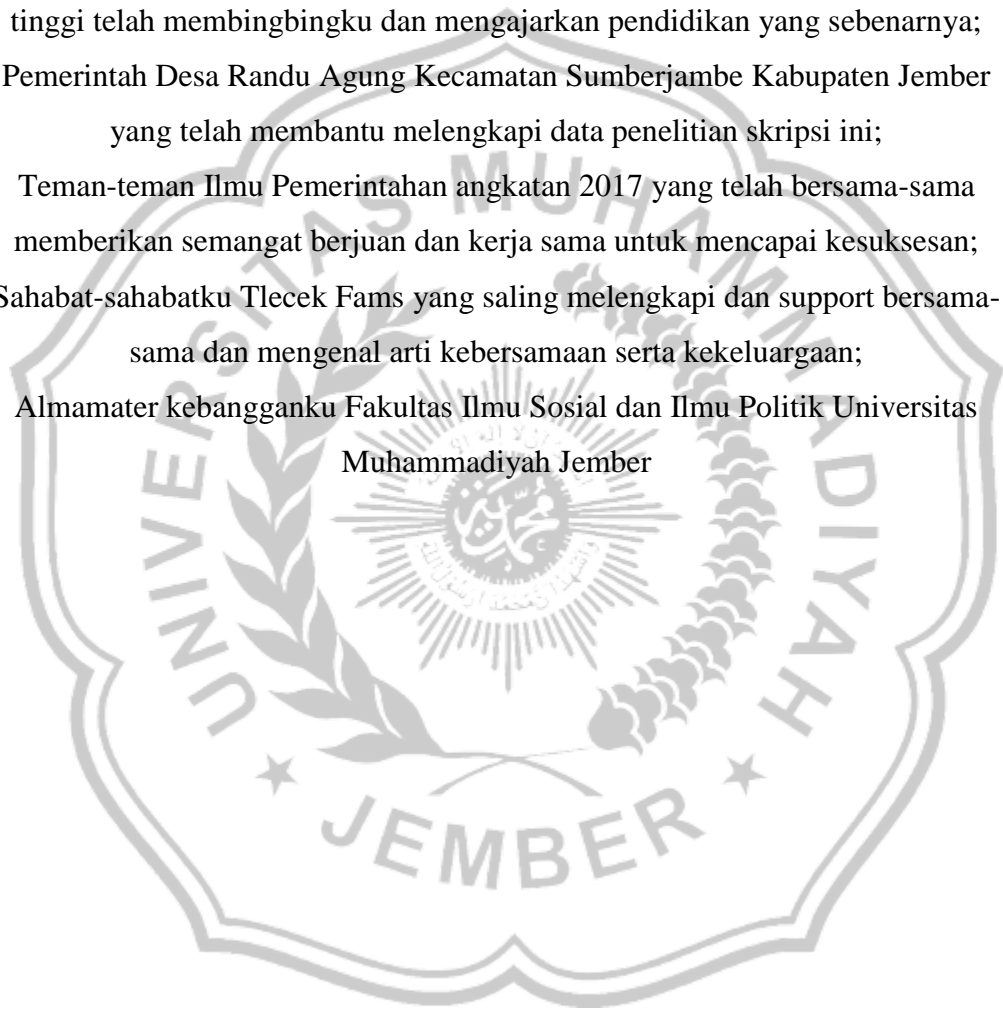 tinggi telah membingbingku dan mengajarkan pendidikan yang sebenarnya;
Pemerintah Desa Randu Agung Kecamatan Sumberjambe Kabupaten Jember
yang telah membantu melengkapi data penelitian skripsi ini;
Teman-teman Ilmu Pemerintahan angkatan 2017 yang telah bersama-sama
memberikan semangat berjuan dan kerja sama untuk mencapai kesuksesan;
Sahabat-sahabatku Tlecek Fams yang saling melengkapi dan support bersama-
sama dan mengenal arti kebersamaan serta kekeluargaan;
Almamater kebangganku Fakultas Ilmu Sosial dan Ilmu Politik Universitas
Muhammadiyah Jember
UNIVERSITAS MUHAMMADIYAH
JEMBER